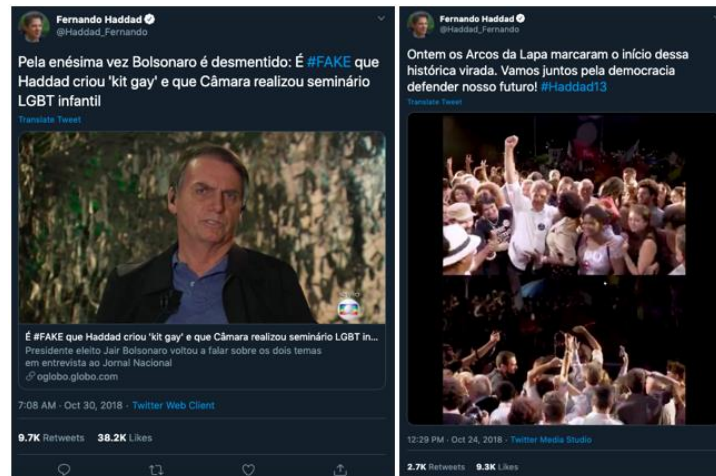 Fernando Haddad
@Haddad_Fernando
Pela enésima vez Bolsonaro é desmentido: É #FAKE que
Haddad criou 'kit gay' e que Câmara realizou seminário
LGBT infantil
Translate Tweet
É #FAKE que Haddad criou 'kit gay' e que Câmara realizou seminário LGBT in...
Presidente eleito Jair Bolsonaro voltou a falar sobre os dois temas
em entrevista ao Jornal Nacional
oglobo.globo.com
7:08 AM · Oct 30, 2018 · Twitter Web Client
9.7K Retweets 38.2K Likes
Fernando Haddad
@Haddad_Fernando
Ontem os Arcos da Lapa marcaram o início dessa
histórica virada. Vamos juntos pela democracia
defender nosso futuro! #Haddad13
Translate Tweet
12:29 PM · Oct 24, 2018 · Twitter Media Studio
2.7K Retweets 9.3K Likes